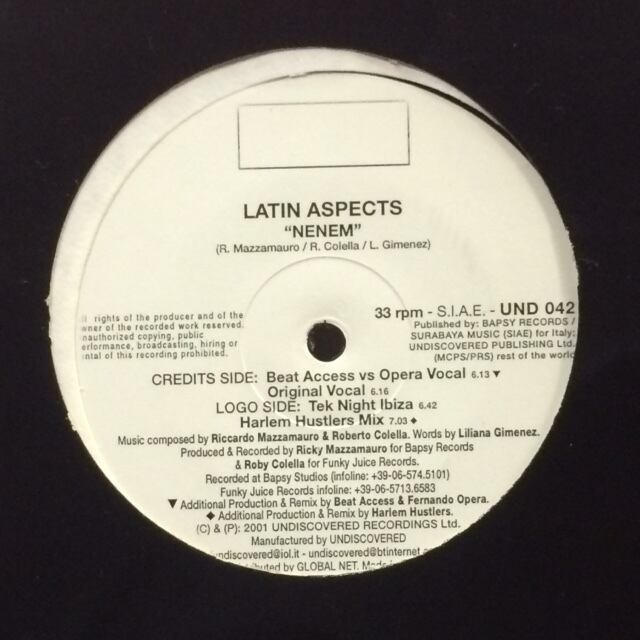 LATIN ASPECTS
"NENEM"
(R. Mazzamauro / R. Colella / L. Gimenez)
rights of the producer and of the
owner of the recorded work reserved.
unauthorized copying, public
performance, broadcasting, hiring or
rental of this recording prohibited.
33 rpm - S.I.A.E. - UND 042
Published by: BAPSY RECORDS /
SURABAYA MUSIC (SIAE) for Italy;
UNDISCOVERED PUBLISHING Ltd.
(MCPS/PRS) rest of the world
CREDITS SIDE: Beat Access vs Opera Vocal 6.13 ▼
Original Vocal 6.16
LOGO SIDE: Tek Night Ibiza 6.42
Harlem Hustlers Mix 7.03 ◆
Music composed by Riccardo Mazzamauro & Roberto Colella. Words by Liliana Gimenez.
Produced & Recorded by Ricky Mazzamauro for Bapsy Records
& Roby Colella for Funky Juice Records.
Recorded at Bapsy Studios (infoline: +39-06-574.5101)
Funky Juice Records infoline: +39-06-5713.6583
▼ Additional Production & Remix by Beat Access & Fernando Opera.
◆ Additional Production & Remix by Harlem Hustlers.
(C) & (P): 2001 UNDISCOVERED RECORDINGS Ltd.
Manufactured by UNDISCOVERED
undiscovered@iol.it - undiscovered@btinternet
by GLOBAL NET.